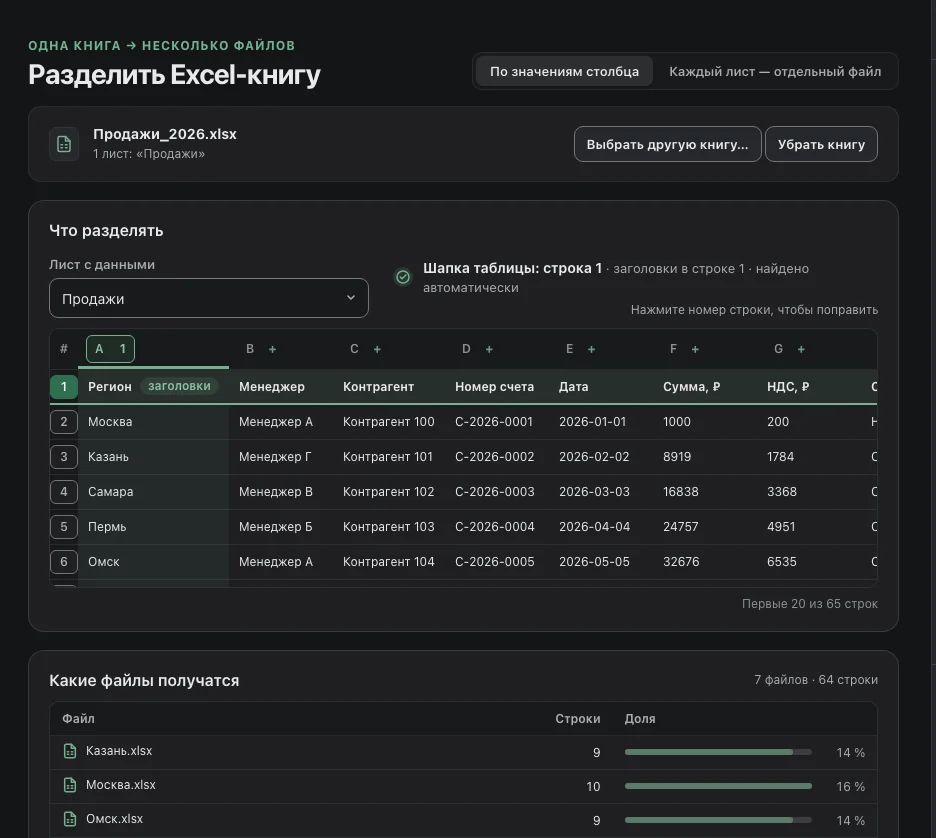 ОДНА КНИГА → НЕСКОЛЬКО ФАЙЛОВ
Разделить Excel-книгу
По значениям столбца
Каждый лист — отдельный файл
Продажи_2026.xlsx
1 лист: «Продажи»
Выбрать другую книгу...
Убрать книгу
Что разделять
Лист с данными
Продажи
Шапка таблицы: строка 1 · заголовки в строке 1 · найдено
автоматически
Нажмите номер строки, чтобы поправить
# A 1 B + C + D + E + F + G +
1 Регион заголовки Менеджер Контрагент Номер счета Дата Сумма, ₽ НДС, ₽
2 Москва Менеджер А Контрагент 100 С-2026-0001 2026-01-01 1000 200
3 Казань Менеджер Г Контрагент 101 С-2026-0002 2026-02-02 8919 1784
4 Самара Менеджер В Контрагент 102 С-2026-0003 2026-03-03 16838 3368
5 Пермь Менеджер Б Контрагент 103 С-2026-0004 2026-04-04 24757 4951
6 Омск Менеджер А Контрагент 104 С-2026-0005 2026-05-05 32676 6535
Первые 20 из 65 строк
Какие файлы получатся
7 файлов · 64 строки
Файл Строки Доля
Казань.xlsx 9 14 %
Москва.xlsx 10 16 %
Омск.xlsx 9 14 %